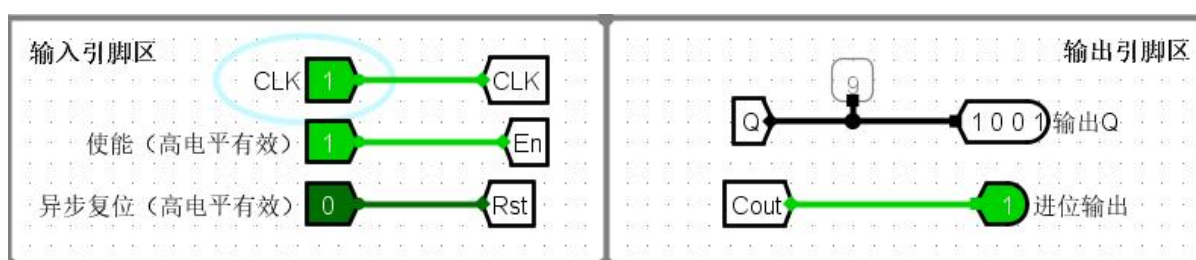 输入引脚区
CLK 1 CLK
使能（高电平有效） 1 En
异步复位（高电平有效） 0 Rst
输出引脚区
9
Q 1 0 0 1 输出Q
Cout 1 进位输出